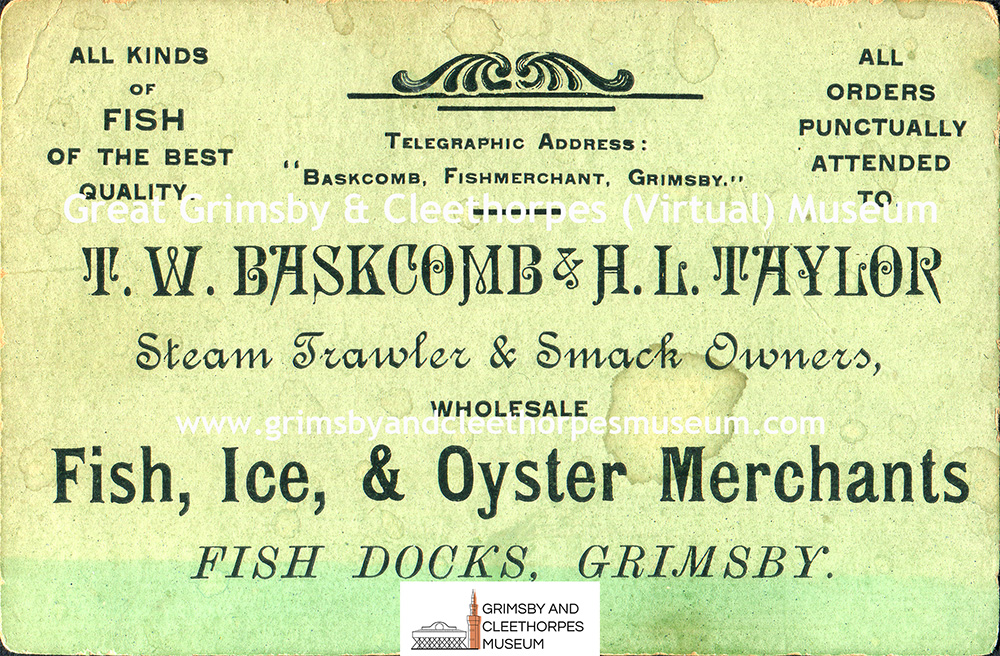 ALL KINDS
OF
FISH
OF THE BEST
QUALITY.
TELEGRAPHIC ADDRESS:
"BASKCOMB, FISHMERCHANT, GRIMSBY."
ALL
ORDERS
PUNCTUALLY
ATTENDED
TO.
Great Grimsby & Cleethorpes (Virtual) Museum
T. W. BASKCOMB & H. L. TAYLOR
Steam Trawler & Smack Owners,
WHOLESALE
www.grimsbyandcleethorpesmuseum.com
Fish, Ice, & Oyster Merchants
FISH DOCKS, GRIMSBY.
GRIMSBY AND
CLEETHORPES
MUSEUM